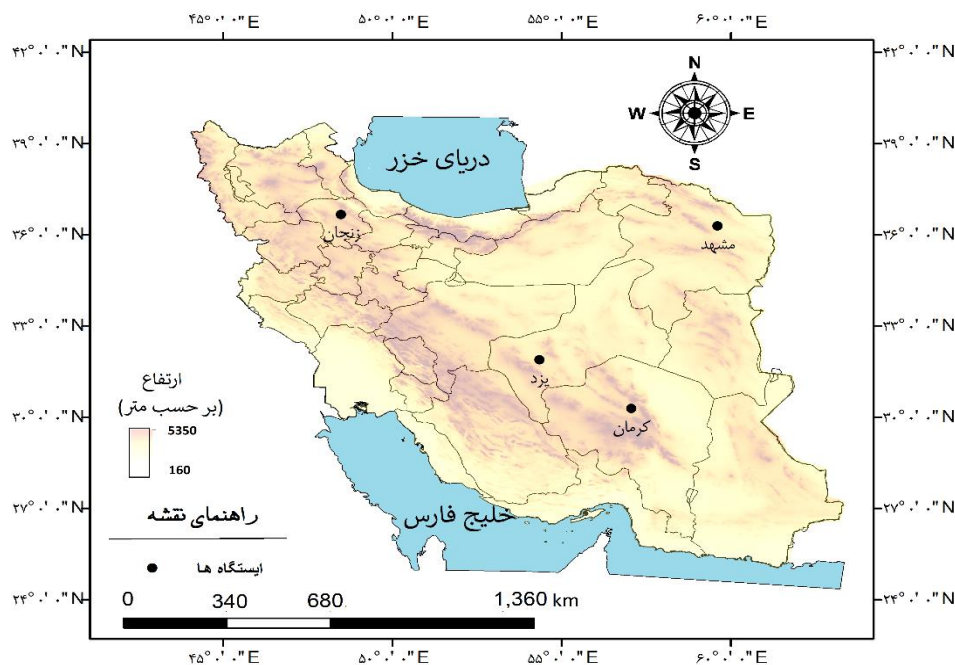 ۴۵°۰'۰"E ۵۰°۰'۰"E ۵۵°۰'۰"E ۶۰°۰'۰"E
۴۲°۰'۰"N ۴۲°۰'۰"N
N
W E
S
۳۹°۰'۰"N ۳۹°۰'۰"N
دریای خزر
۳۶°۰'۰"N ۳۶°۰'۰"N
زنجان
مشهد
۳۳°۰'۰"N ۳۳°۰'۰"N
یزد
ارتفاع
(بر حسب متر)
۳۰°۰'۰"N ۳۰°۰'۰"N
کرمان
5350
160
۲۷°۰'۰"N ۲۷°۰'۰"N
خلیج فارس
راهنمای نقشه
ایستگاه ها
۲۴°۰'۰"N ۲۴°۰'۰"N
0 340 680 1,360 km
۴۵°۰'۰"E ۵۰°۰'۰"E ۵۵°۰'۰"E ۶۰°۰'۰"E